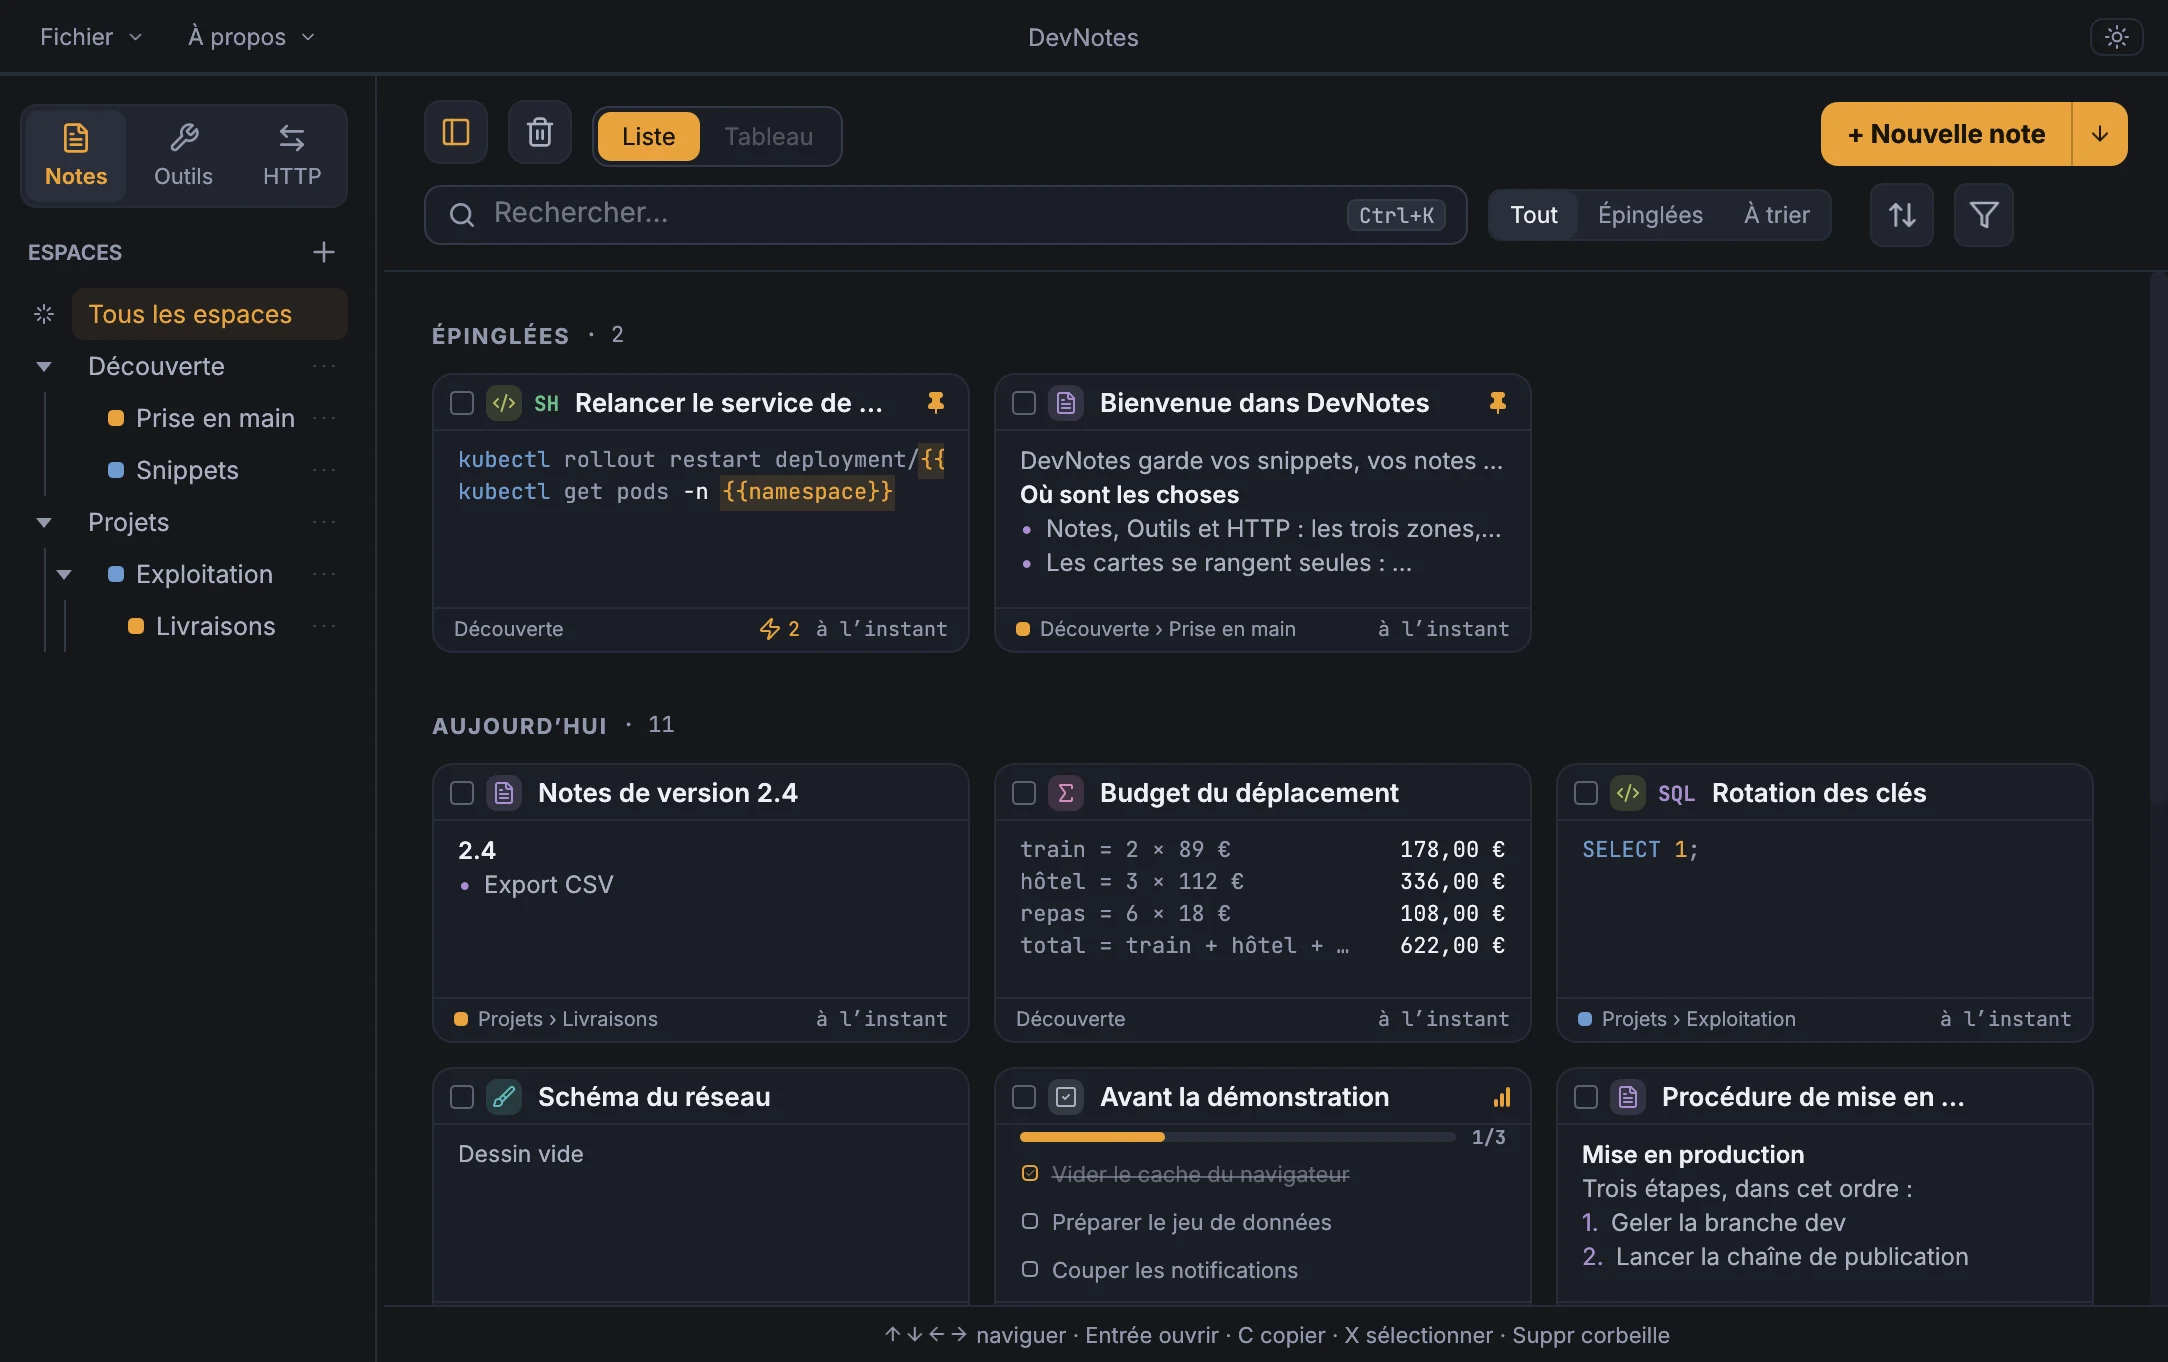 Fichier
À propos
DevNotes
Notes
Outils
HTTP
Liste
Tableau
+ Nouvelle note
Rechercher...
Ctrl+K
Tout
Épinglées
À trier
ESPACES
Tous les espaces
Découverte
Prise en main
Snippets
Projets
Exploitation
Livraisons
ÉPINGLÉES · 2
SH Relancer le service de ...
kubectl rollout restart deployment/{{
kubectl get pods -n {{namespace}}
Découverte
2 à l’instant
Bienvenue dans DevNotes
DevNotes garde vos snippets, vos notes ...
Où sont les choses
• Notes, Outils et HTTP : les trois zones,...
• Les cartes se rangent seules : ...
Découverte › Prise en main
à l’instant
AUJOURD’HUI · 11
Notes de version 2.4
2.4
• Export CSV
Projets › Livraisons
à l’instant
Budget du déplacement
train = 2 × 89 € 178,00 €
hôtel = 3 × 112 € 336,00 €
repas = 6 × 18 € 108,00 €
total = train + hôtel + … 622,00 €
Découverte
à l’instant
SQL Rotation des clés
SELECT 1;
Projets › Exploitation
à l’instant
Schéma du réseau
Dessin vide
Avant la démonstration
1/3
Vider le cache du navigateur
Préparer le jeu de données
Couper les notifications
Procédure de mise en ...
Mise en production
Trois étapes, dans cet ordre :
1. Geler la branche dev
2. Lancer la chaîne de publication
↑↓←→ naviguer · Entrée ouvrir · C copier · X sélectionner · Suppr corbeille